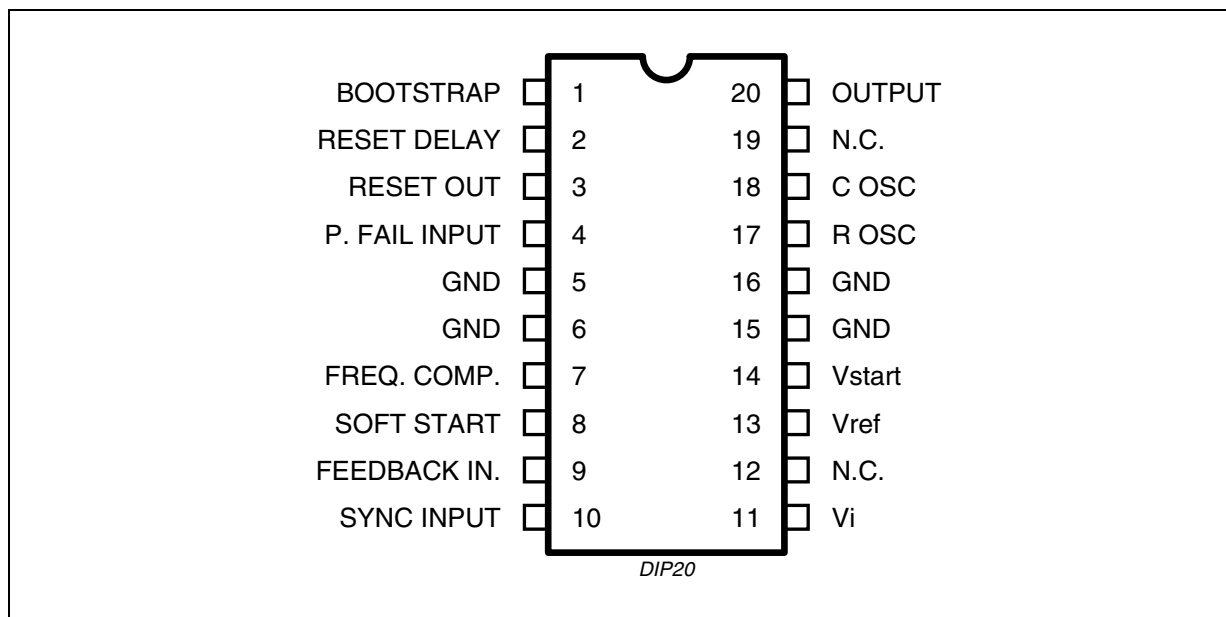 BOOTSTRAP 1 20 OUTPUT
RESET DELAY 2 19 N.C.
RESET OUT 3 18 C OSC
P. FAIL INPUT 4 17 R OSC
GND 5 16 GND
GND 6 15 GND
FREQ. COMP. 7 14 Vstart
SOFT START 8 13 Vref
FEEDBACK IN. 9 12 N.C.
SYNC INPUT 10 11 Vi
DIP20